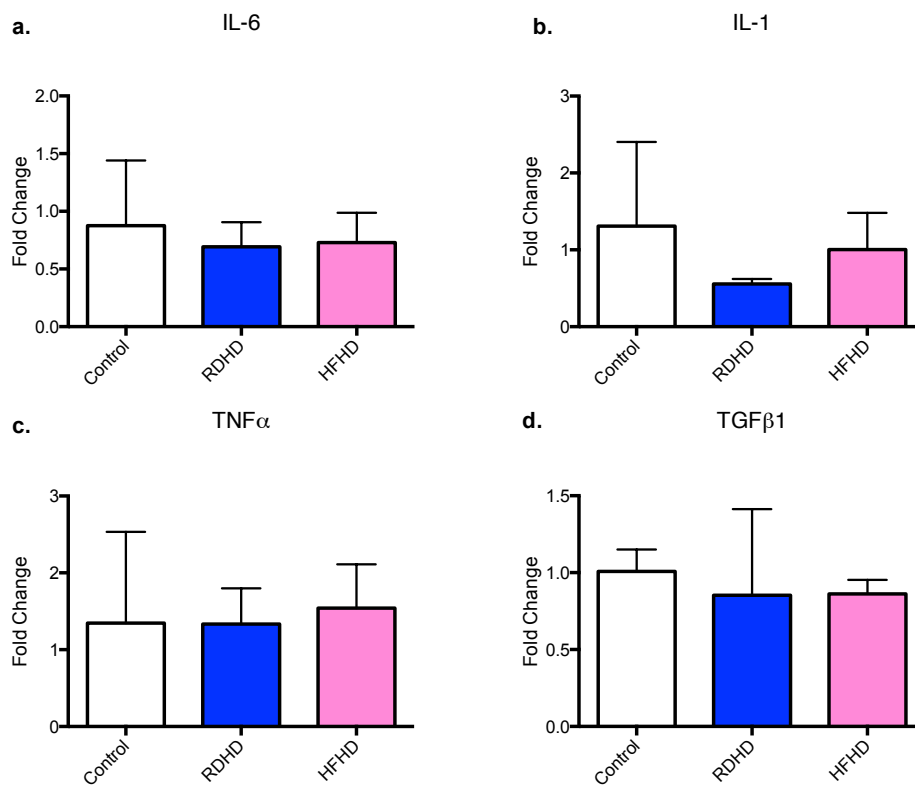 a.
IL-6
Fold Change
2.0
1.5
1.0
0.5
0.0
Control
RDHD
HFHD
b.
IL-1
Fold Change
3
2
1
0
Control
RDHD
HFHD
c.
TNFα
Fold Change
3
2
1
0
Control
RDHD
HFHD
d.
TGFβ1
Fold Change
1.5
1.0
0.5
0.0
Control
RDHD
HFHD